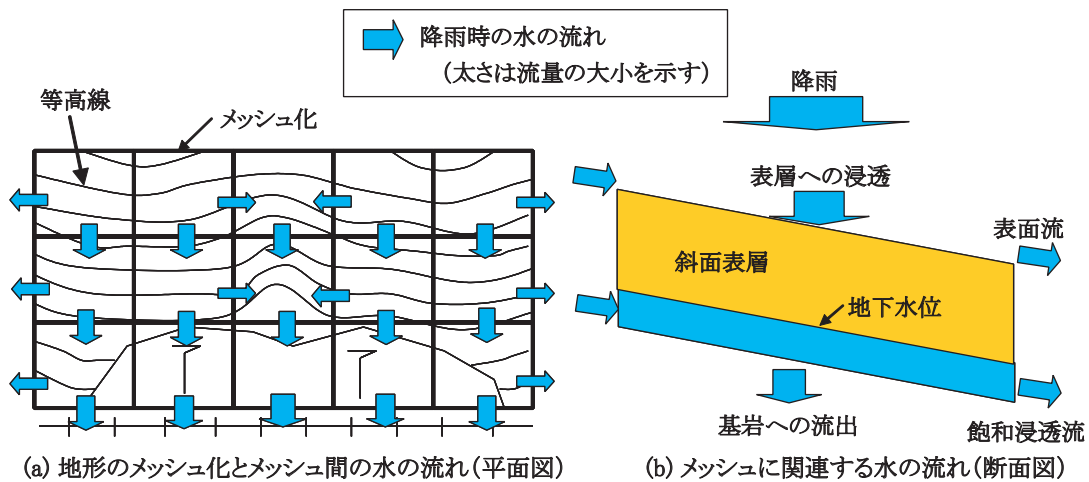 降雨時の水の流れ
（太さは流量の大小を示す）
等高線
メッシュ化
降雨
表層への浸透
表面流
斜面表層
地下水位
基岩への流出
飽和浸透流
(a) 地形のメッシュ化とメッシュ間の水の流れ（平面図）
(b) メッシュに関連する水の流れ（断面図）